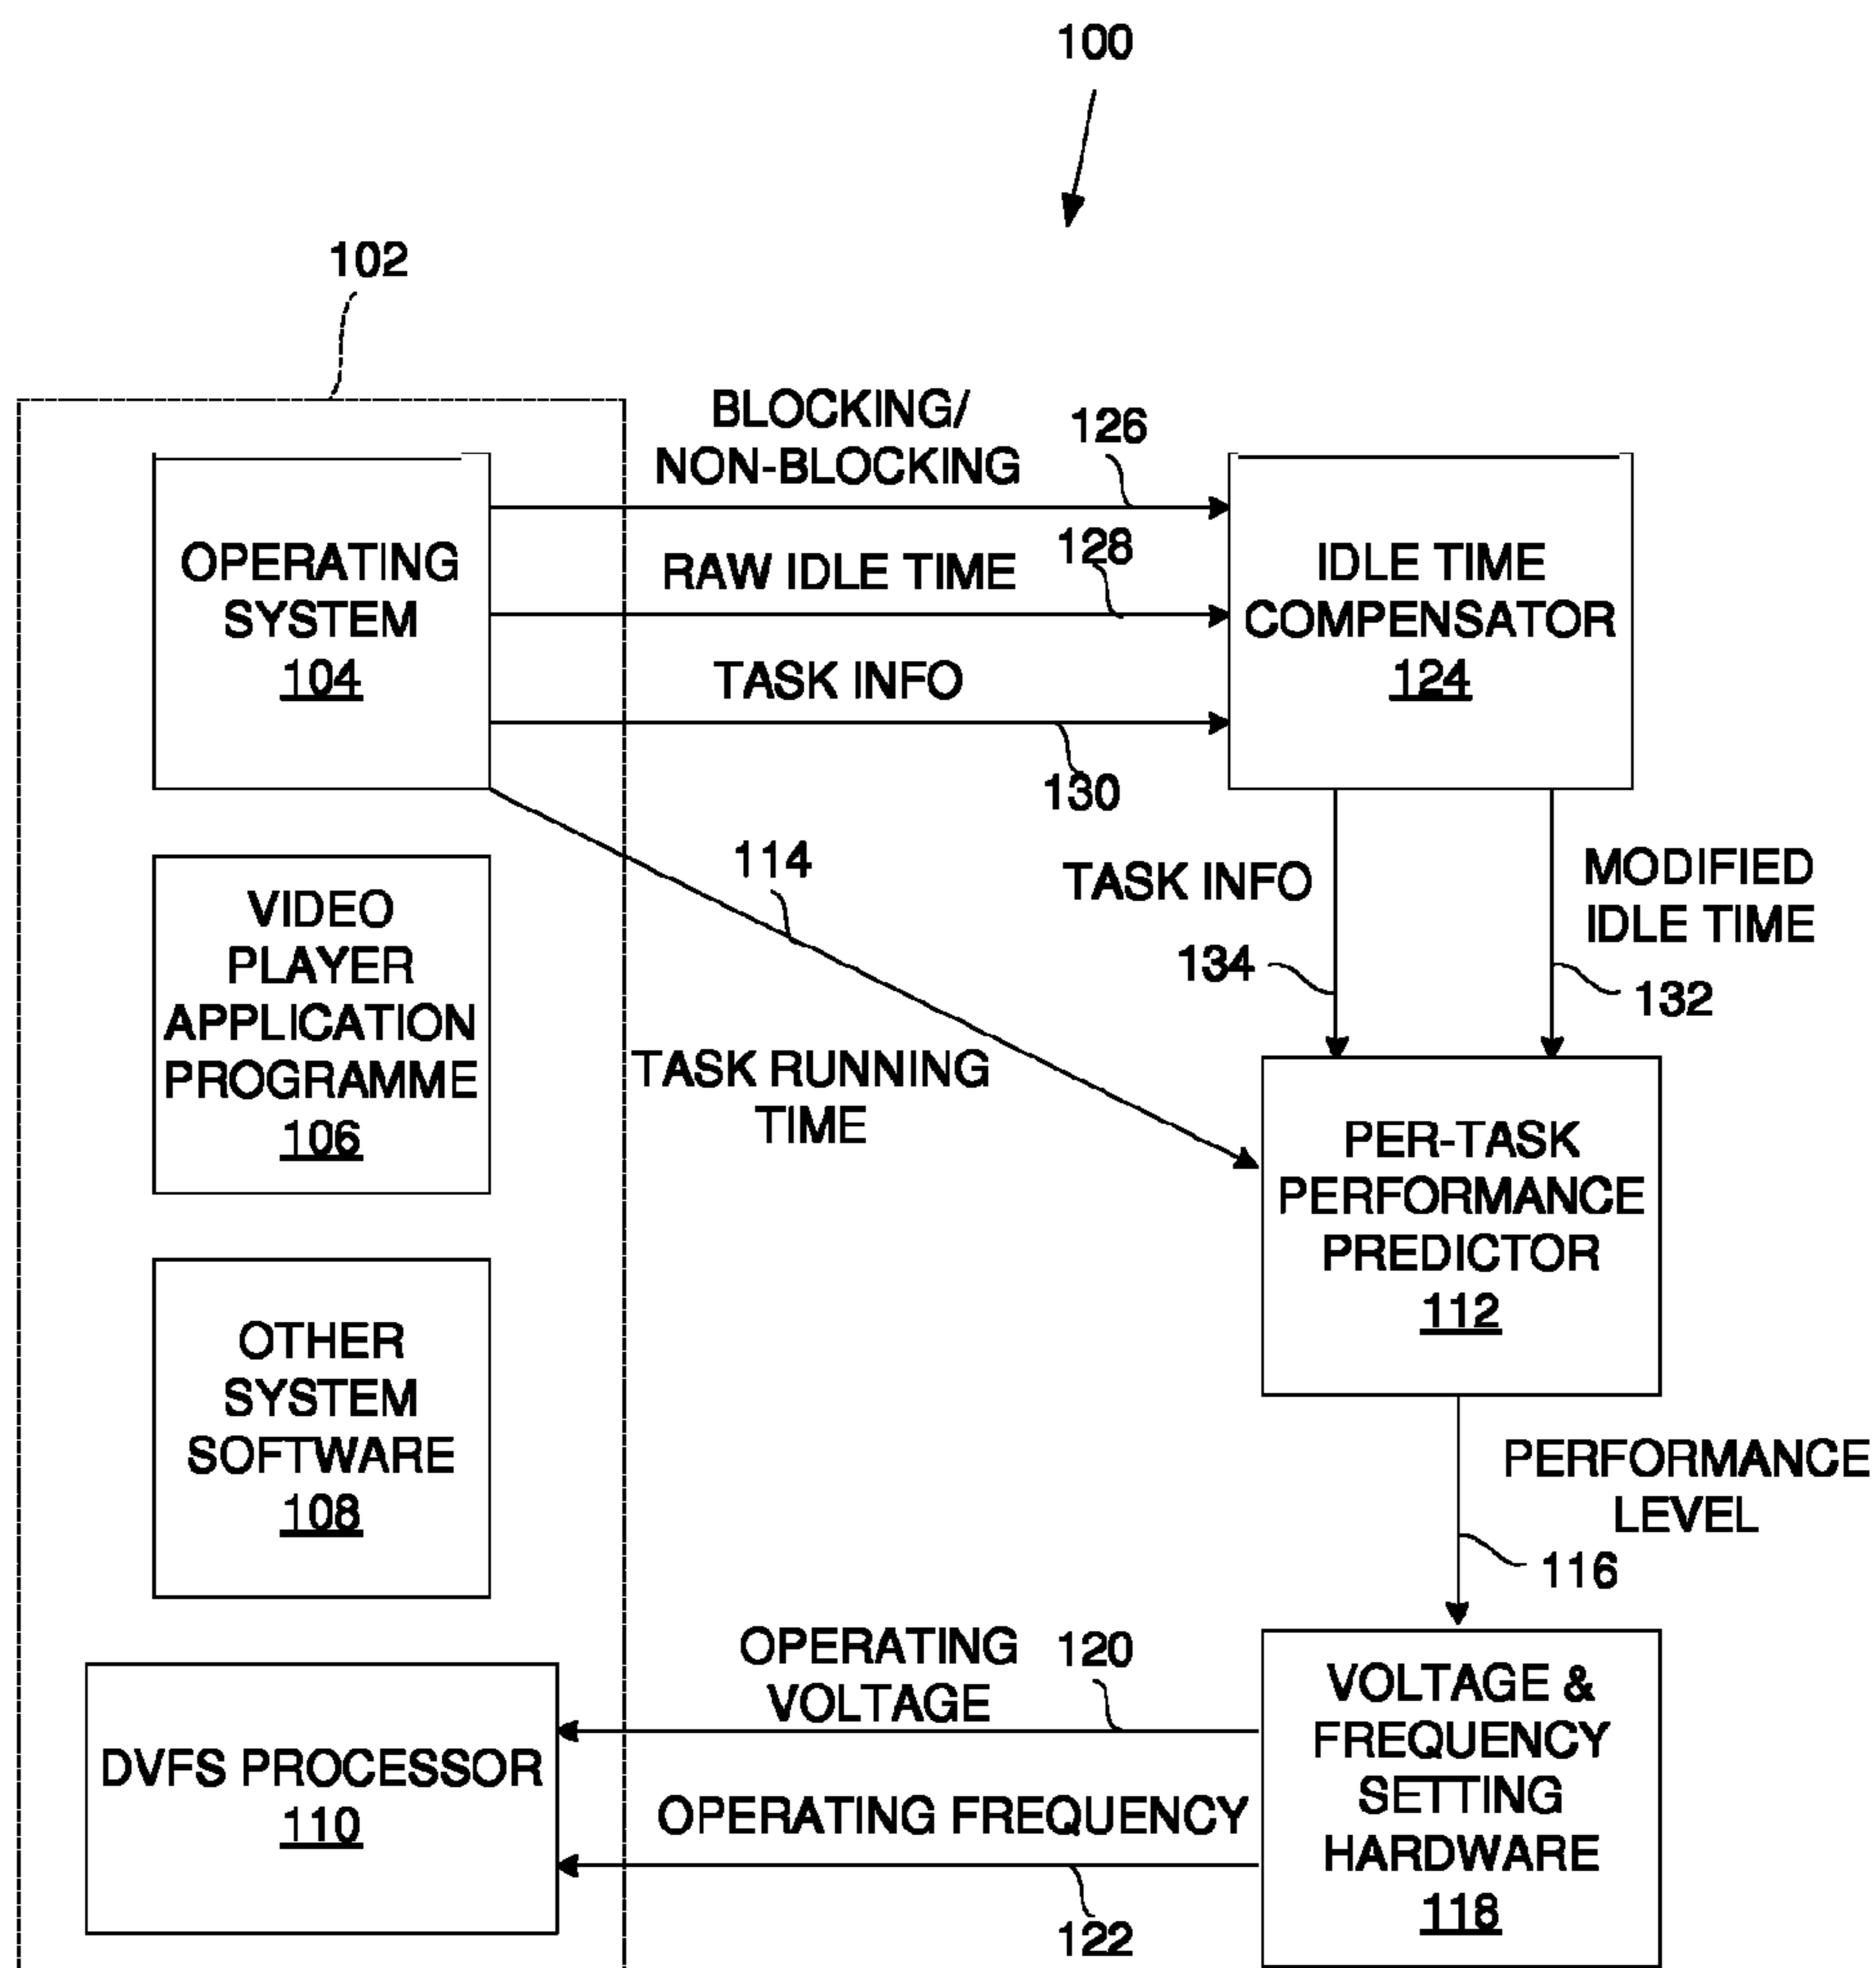 100
102
BLOCKING/
NON-BLOCKING
126
OPERATING
SYSTEM
104
RAW IDLE TIME
128
IDLE TIME
COMPENSATOR
124
TASK INFO
130
114
TASK INFO
134
MODIFIED
IDLE TIME
132
VIDEO
PLAYER
APPLICATION
PROGRAMME
106
TASK RUNNING
TIME
PER-TASK
PERFORMANCE
PREDICTOR
112
OTHER
SYSTEM
SOFTWARE
108
PERFORMANCE
LEVEL
116
OPERATING
VOLTAGE
120
DVFS PROCESSOR
110
OPERATING FREQUENCY
122
VOLTAGE &
FREQUENCY
SETTING
HARDWARE
118